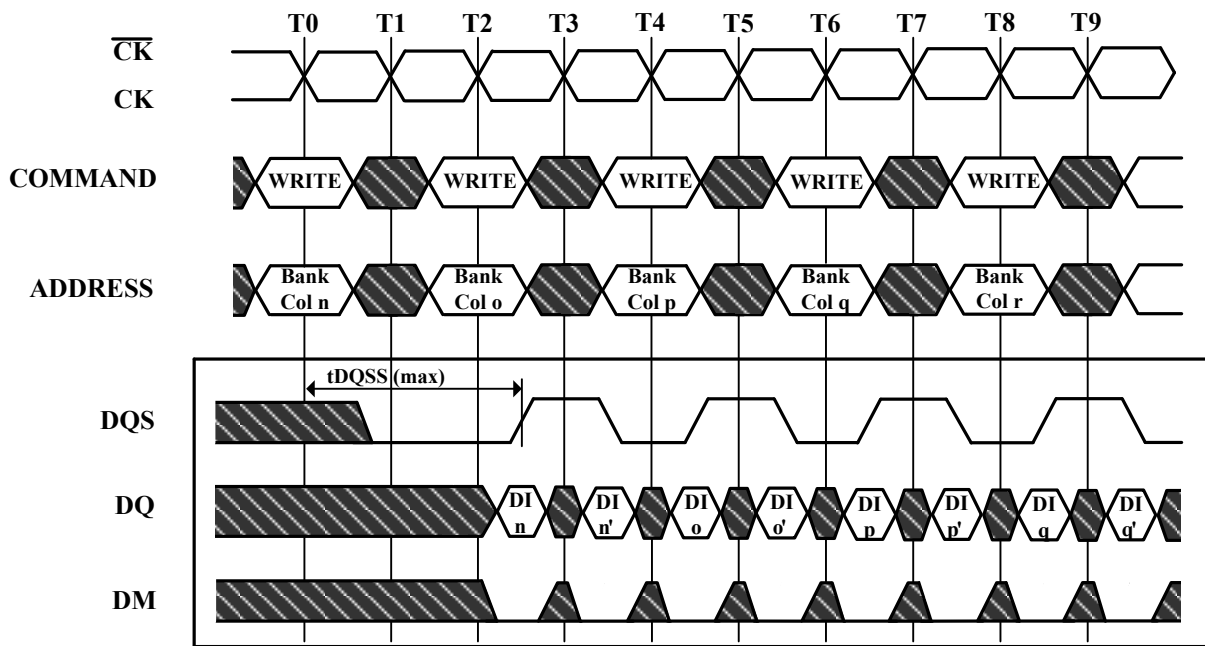 T0 T1 T2 T3 T4 T5 T6 T7 T8 T9
CK
CK
COMMAND WRITE WRITE WRITE WRITE WRITE
ADDRESS Bank Bank Bank Bank Bank
Col n Col o Col p Col q Col r
tDQSS (max)
DQS
DQ DI DI DI DI DI DI DI DI
n n' o o' p p' q q'
DM